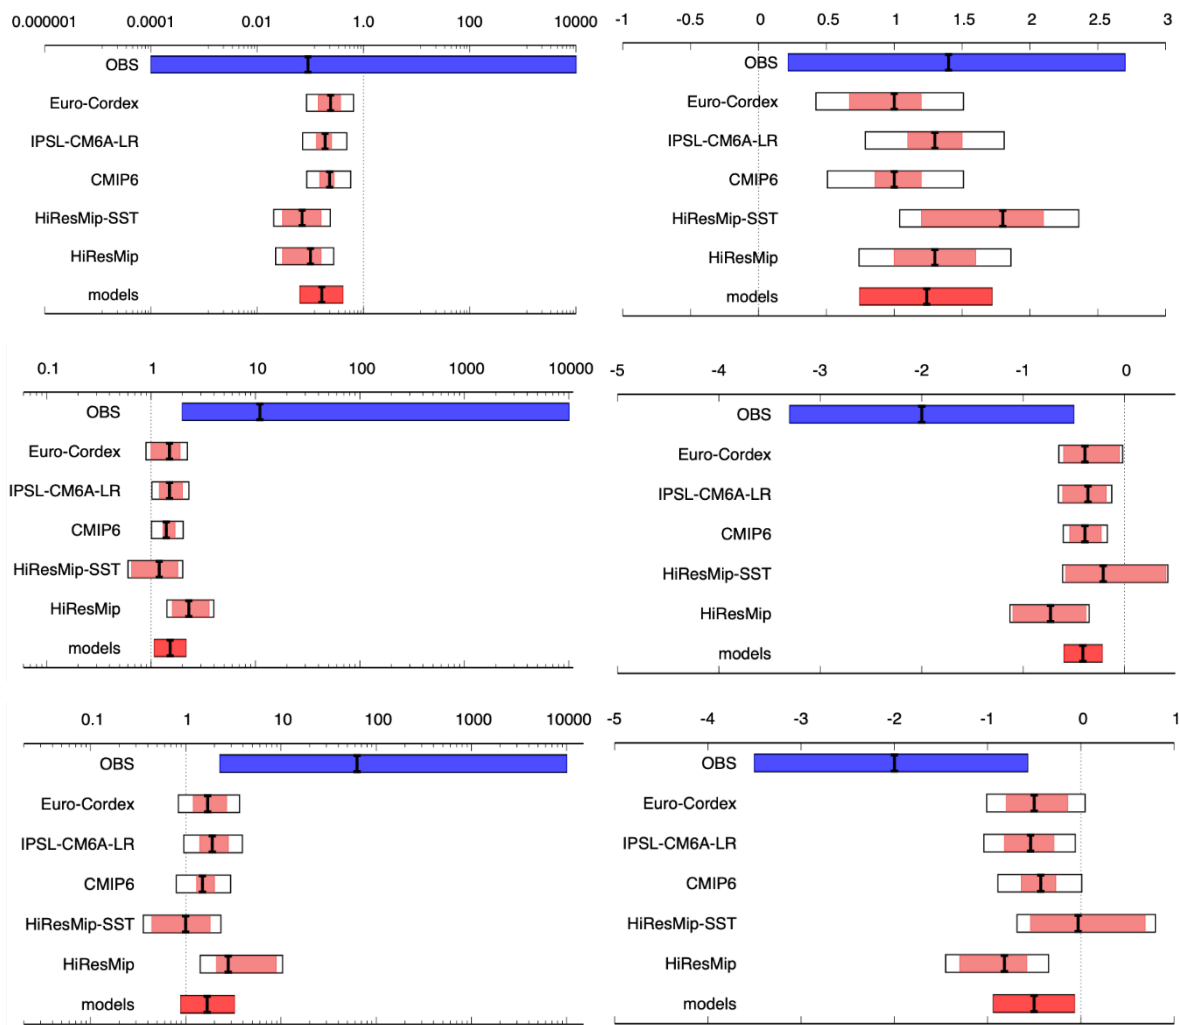 0.000001 0.0001 0.01 1.0 100 10000
OBS
Euro-Cordex
IPSL-CM6A-LR
CMIP6
HiResMip-SST
HiResMip
models
-1 -0.5 0 0.5 1 1.5 2 2.5 3
OBS
Euro-Cordex
IPSL-CM6A-LR
CMIP6
HiResMip-SST
HiResMip
models
0.1 1 10 100 1000 10000
OBS
Euro-Cordex
IPSL-CM6A-LR
CMIP6
HiResMip-SST
HiResMip
models
-5 -4 -3 -2 -1 0
OBS
Euro-Cordex
IPSL-CM6A-LR
CMIP6
HiResMip-SST
HiResMip
models
0.1 1 10 100 1000 10000
OBS
Euro-Cordex
IPSL-CM6A-LR
CMIP6
HiResMip-SST
HiResMip
models
-5 -4 -3 -2 -1 0 1
OBS
Euro-Cordex
IPSL-CM6A-LR
CMIP6
HiResMip-SST
HiResMip
models